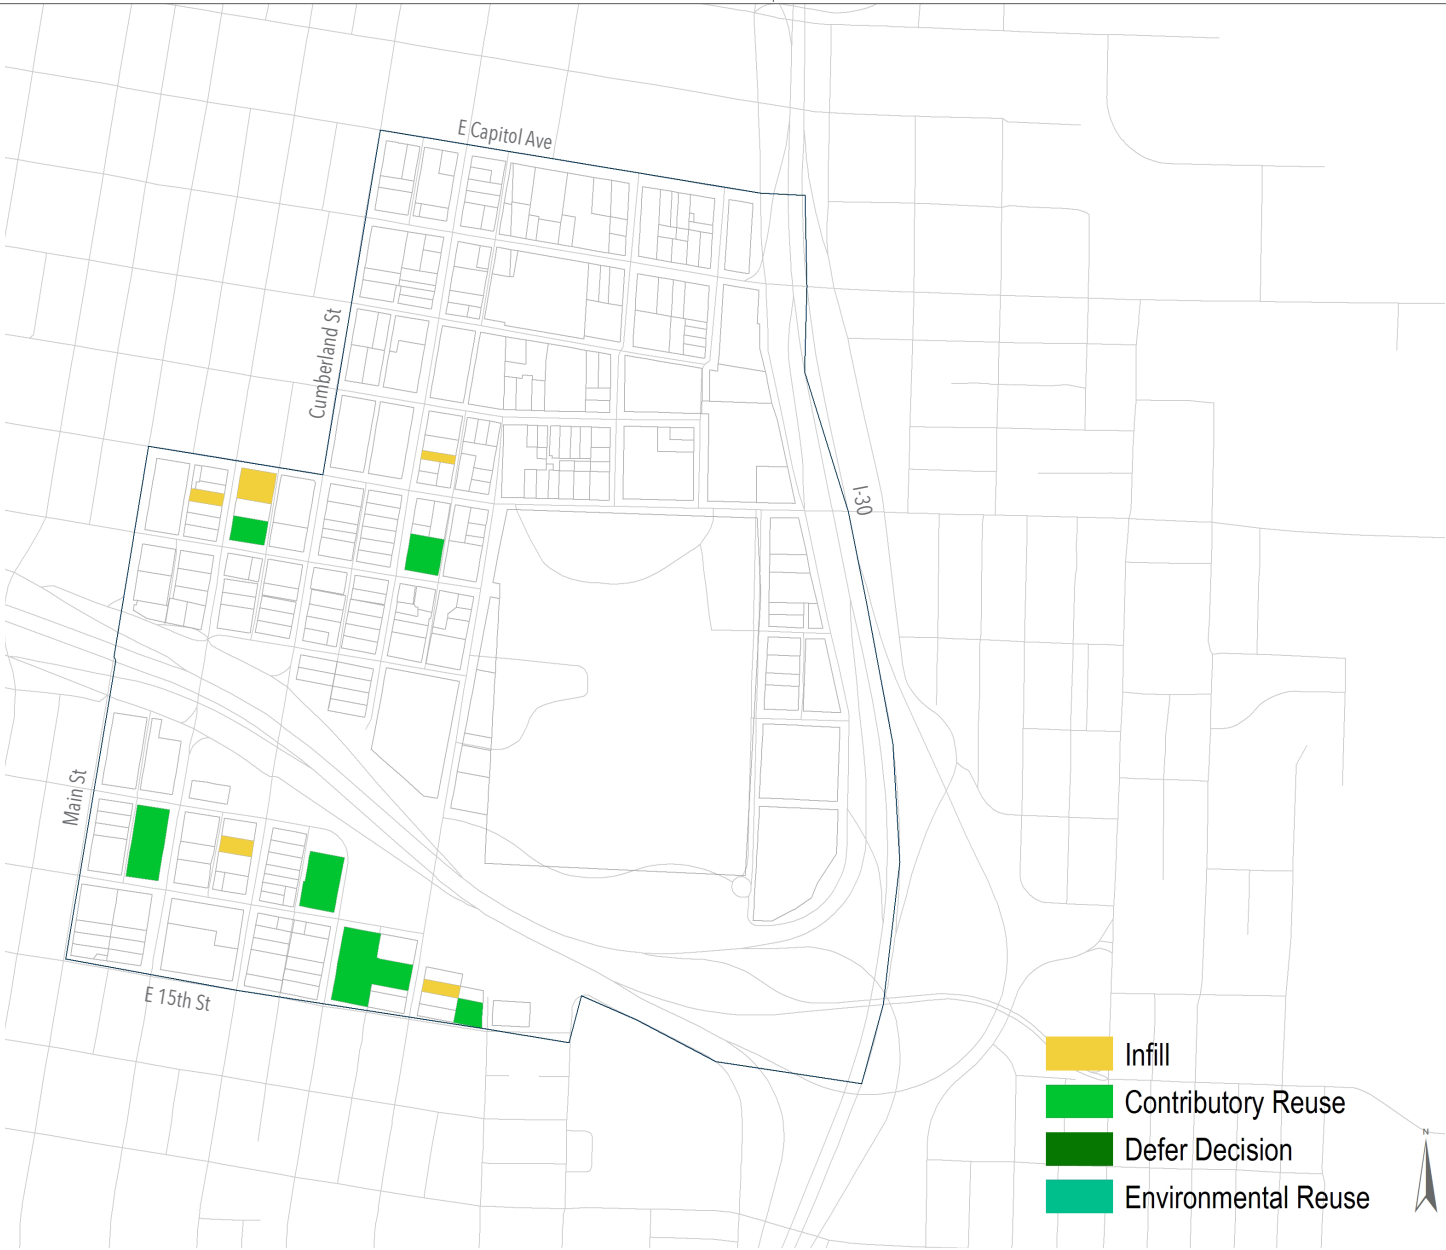 E Capitol Ave
Cumberland St
I-30
Main St
E 15th St
Infill
Contributory Reuse
Defer Decision
Environmental Reuse
N